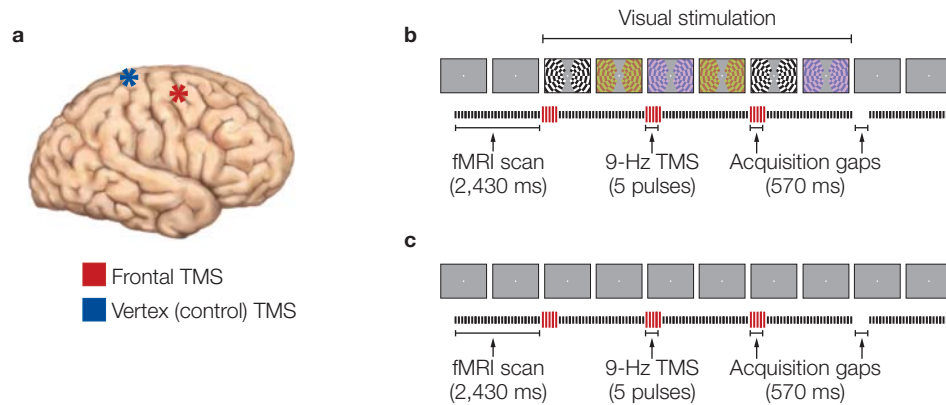 a
Frontal TMS
Vertex (control) TMS
b
Visual stimulation
fMRI scan
(2,430 ms)
9-Hz TMS
(5 pulses)
Acquisition gaps
(570 ms)
c
fMRI scan
(2,430 ms)
9-Hz TMS
(5 pulses)
Acquisition gaps
(570 ms)